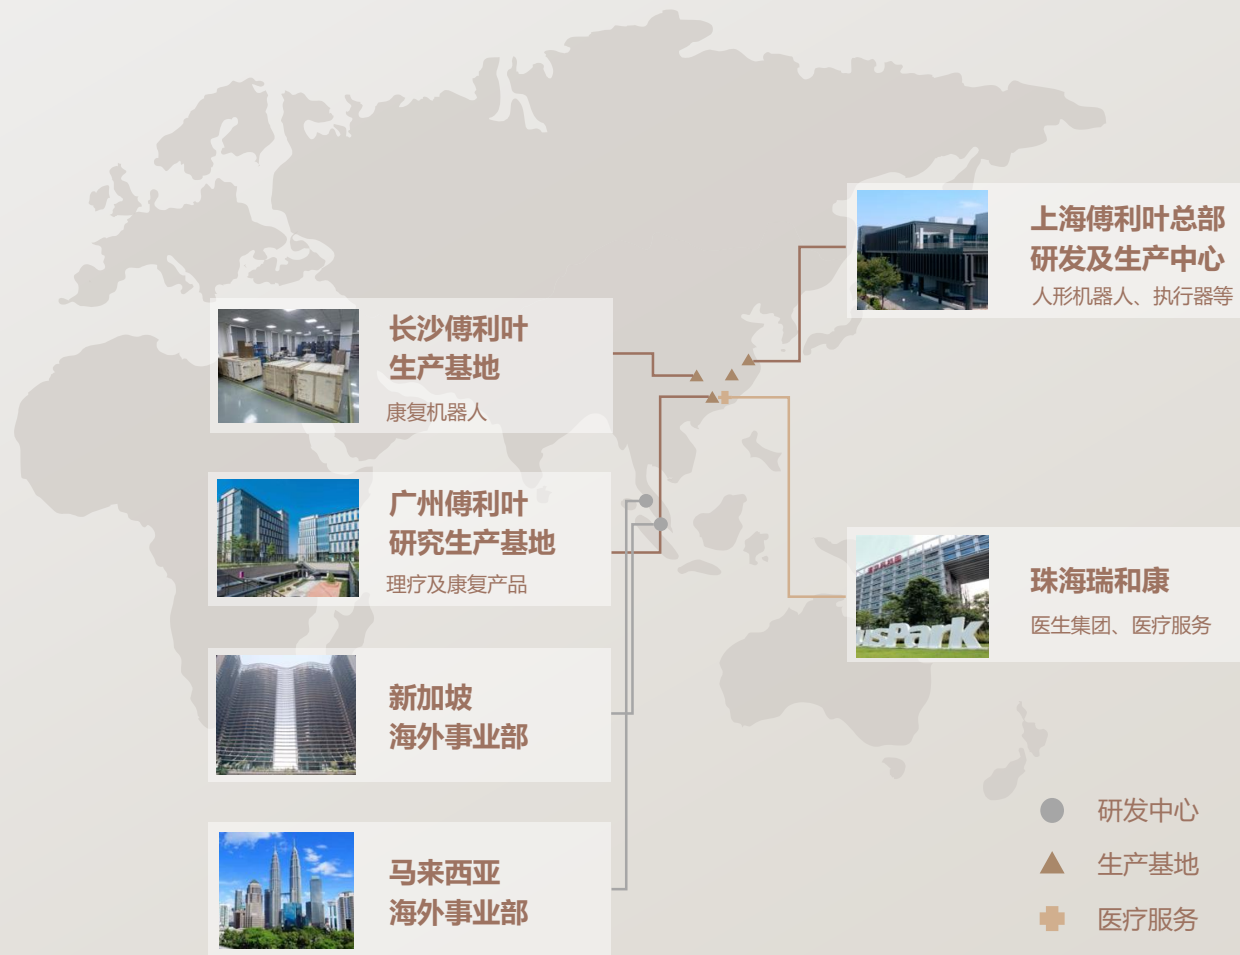 上海傅利叶总部
研发及生产中心
人形机器人、执行器等
长沙傅利叶
生产基地
康复机器人
广州傅利叶
研究生产基地
理疗及康复产品
珠海瑞和康
医生集团、医疗服务
usPark
新加坡
海外事业部
马来西亚
海外事业部
研发中心
生产基地
医疗服务